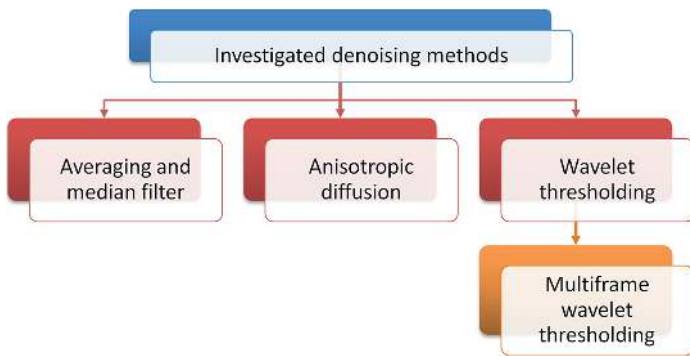 Investigated denoising methods
Averaging and
median filter
Anisotropic
diffusion
Wavelet
thresholding
Multiframe
wavelet
thresholding